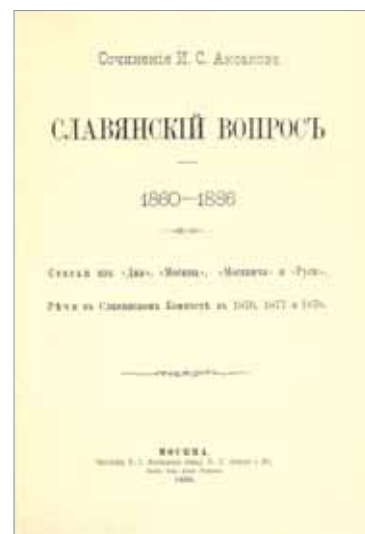 Сочиненія И. С. Аксакова
СЛАВЯНСКІЙ ВОПРОСЪ
1860—1886
Статьи изъ «Дня», «Москвы», «Москвича» и «Руси».
Рѣчи въ Славянскомъ Комитетѣ въ 1876, 1877 и 1878.
МОСКВА.
1886.